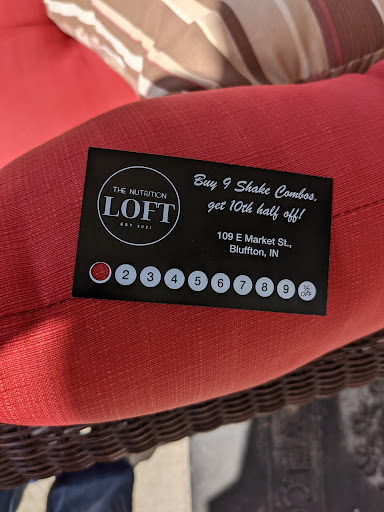 THE NUTRITION
LOFT
EST 2021
Buy 9 Shake Combos,
get 10th half off!
109 E Market St.,
Bluffton, IN
2 3 4 5 6 7 8 9 ½ OFF